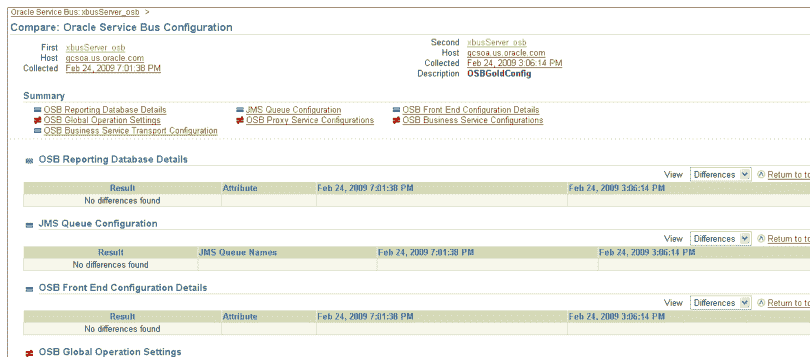 Oracle Service Bus: xbusServer_osb >
Compare: Oracle Service Bus Configuration
First xbusServer_osb
Host gcsoa.us.oracle.com
Collected Feb 24, 2009 7:01:38 PM
Second xbusServer_osb
Host gcsoa.us.oracle.com
Collected Feb 24, 2009 3:06:14 PM
Description OSBGoldConfig
Summary
OSB Reporting Database Details JMS Queue Configuration OSB Front End Configuration Details
OSB Global Operation Settings OSB Proxy Service Configurations OSB Business Service Configurations
OSB Business Service Transport Configuration
OSB Reporting Database Details
View Differences Return to to
Result Attribute Feb 24, 2009 7:01:38 PM Feb 24, 2009 3:06:14 PM
No differences found
JMS Queue Configuration
View Differences Return to to
Result JMS Queue Names Feb 24, 2009 7:01:38 PM Feb 24, 2009 3:06:14 PM
No differences found
OSB Front End Configuration Details
View Differences Return to to
Result Attribute Feb 24, 2009 7:01:38 PM Feb 24, 2009 3:06:14 PM
No differences found
OSB Global Operation Settings